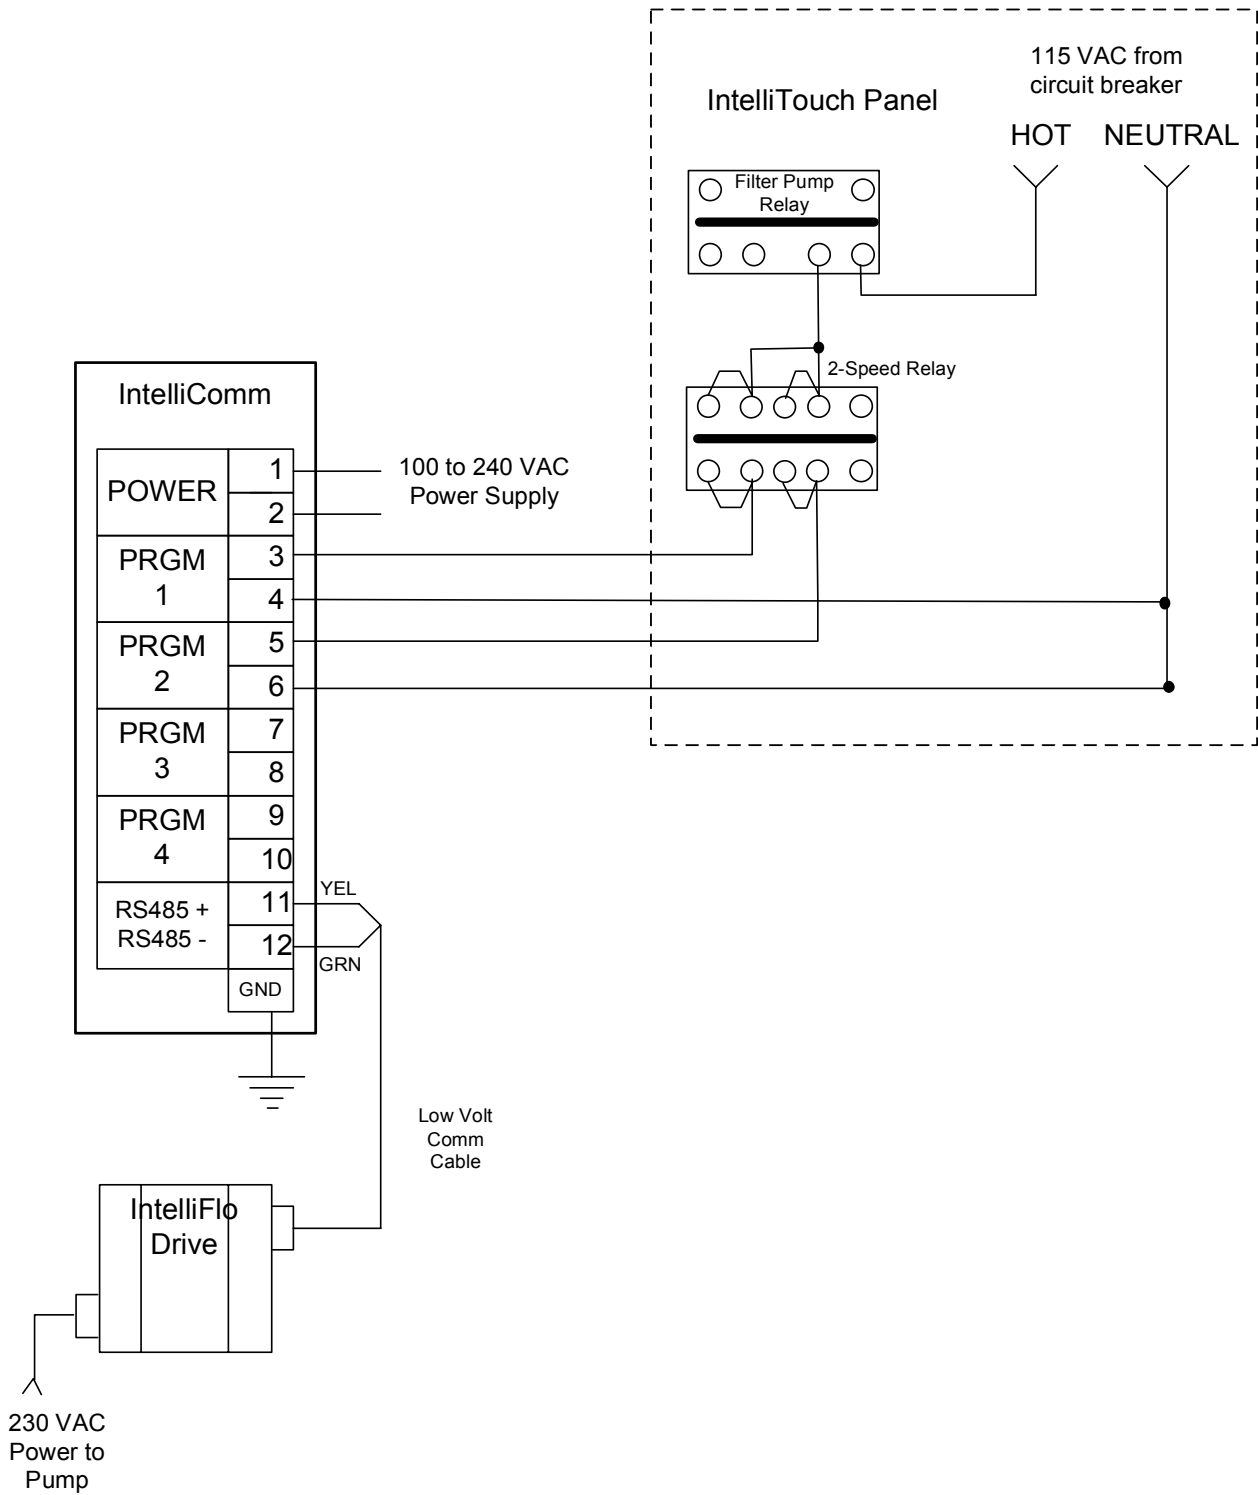 115 VAC from
circuit breaker
IntelliTouch Panel
HOT
NEUTRAL
Filter Pump
Relay
2-Speed Relay
IntelliComm
POWER
1
2
100 to 240 VAC
Power Supply
PRGM
1
3
4
PRGM
2
5
6
PRGM
3
7
8
PRGM
4
9
10
RS485 +
RS485 -
11
12
YEL
GRN
GND
Low Volt
Comm
Cable
IntelliFlo
Drive
230 VAC
Power to
Pump